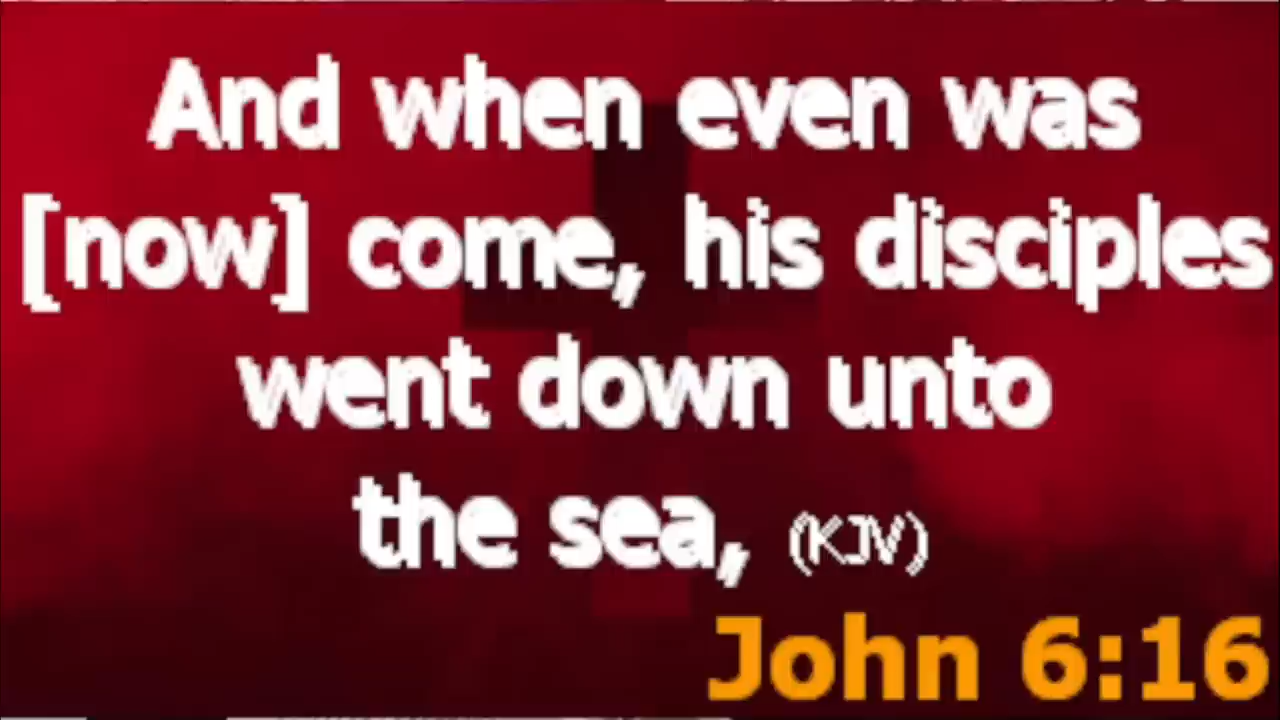 And when even was
[now] come, his disciples
went down unto
the sea, (KJV)
John 6:16